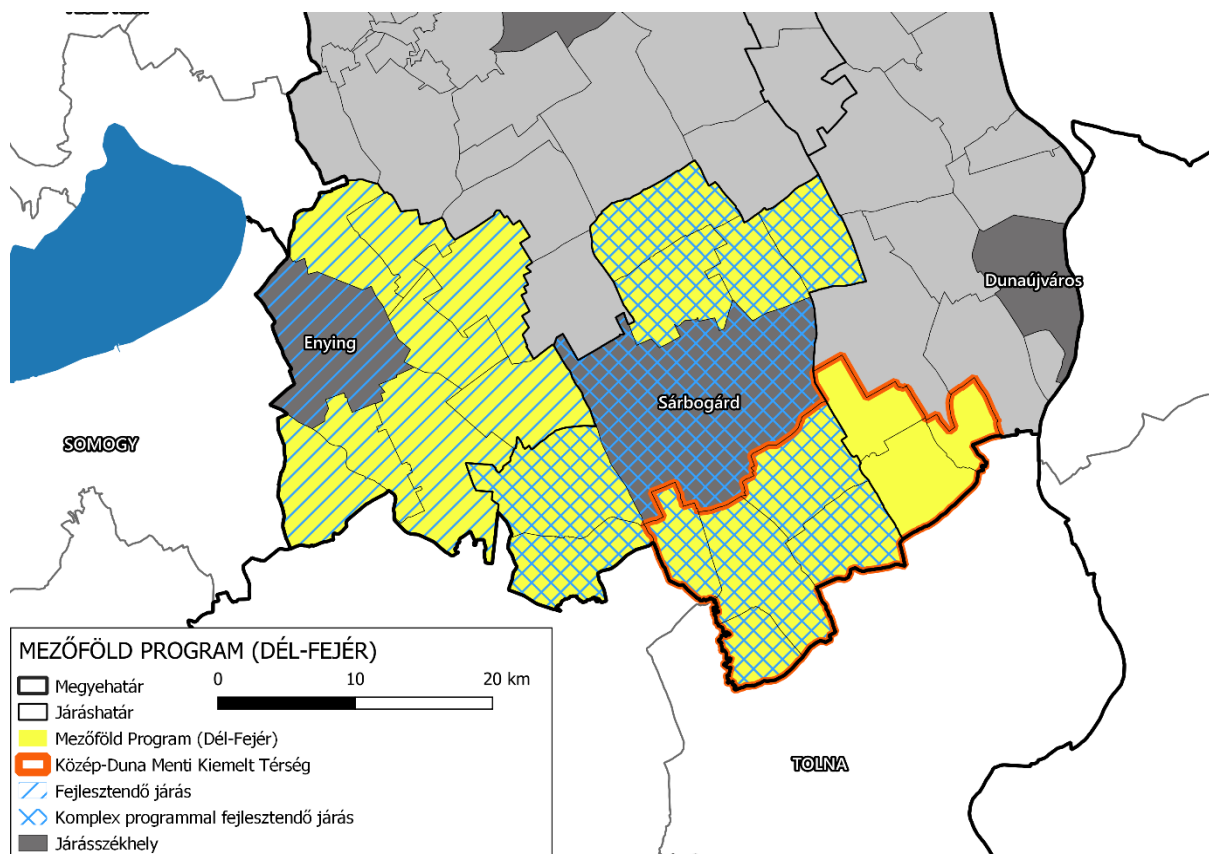 Dunaújváros
Enying
Sárbogárd
SOMOGY
TOLNA
MEZŐFÖLD PROGRAM (DÉL-FEJÉR)
Megyehatár
0 10 20 km
Járáshatár
Mezőföld Program (Dél-Fejér)
Közép-Duna Menti Kiemelt Térség
Fejlesztendő járás
Komplex programmal fejlesztendő járás
Járásszékhely